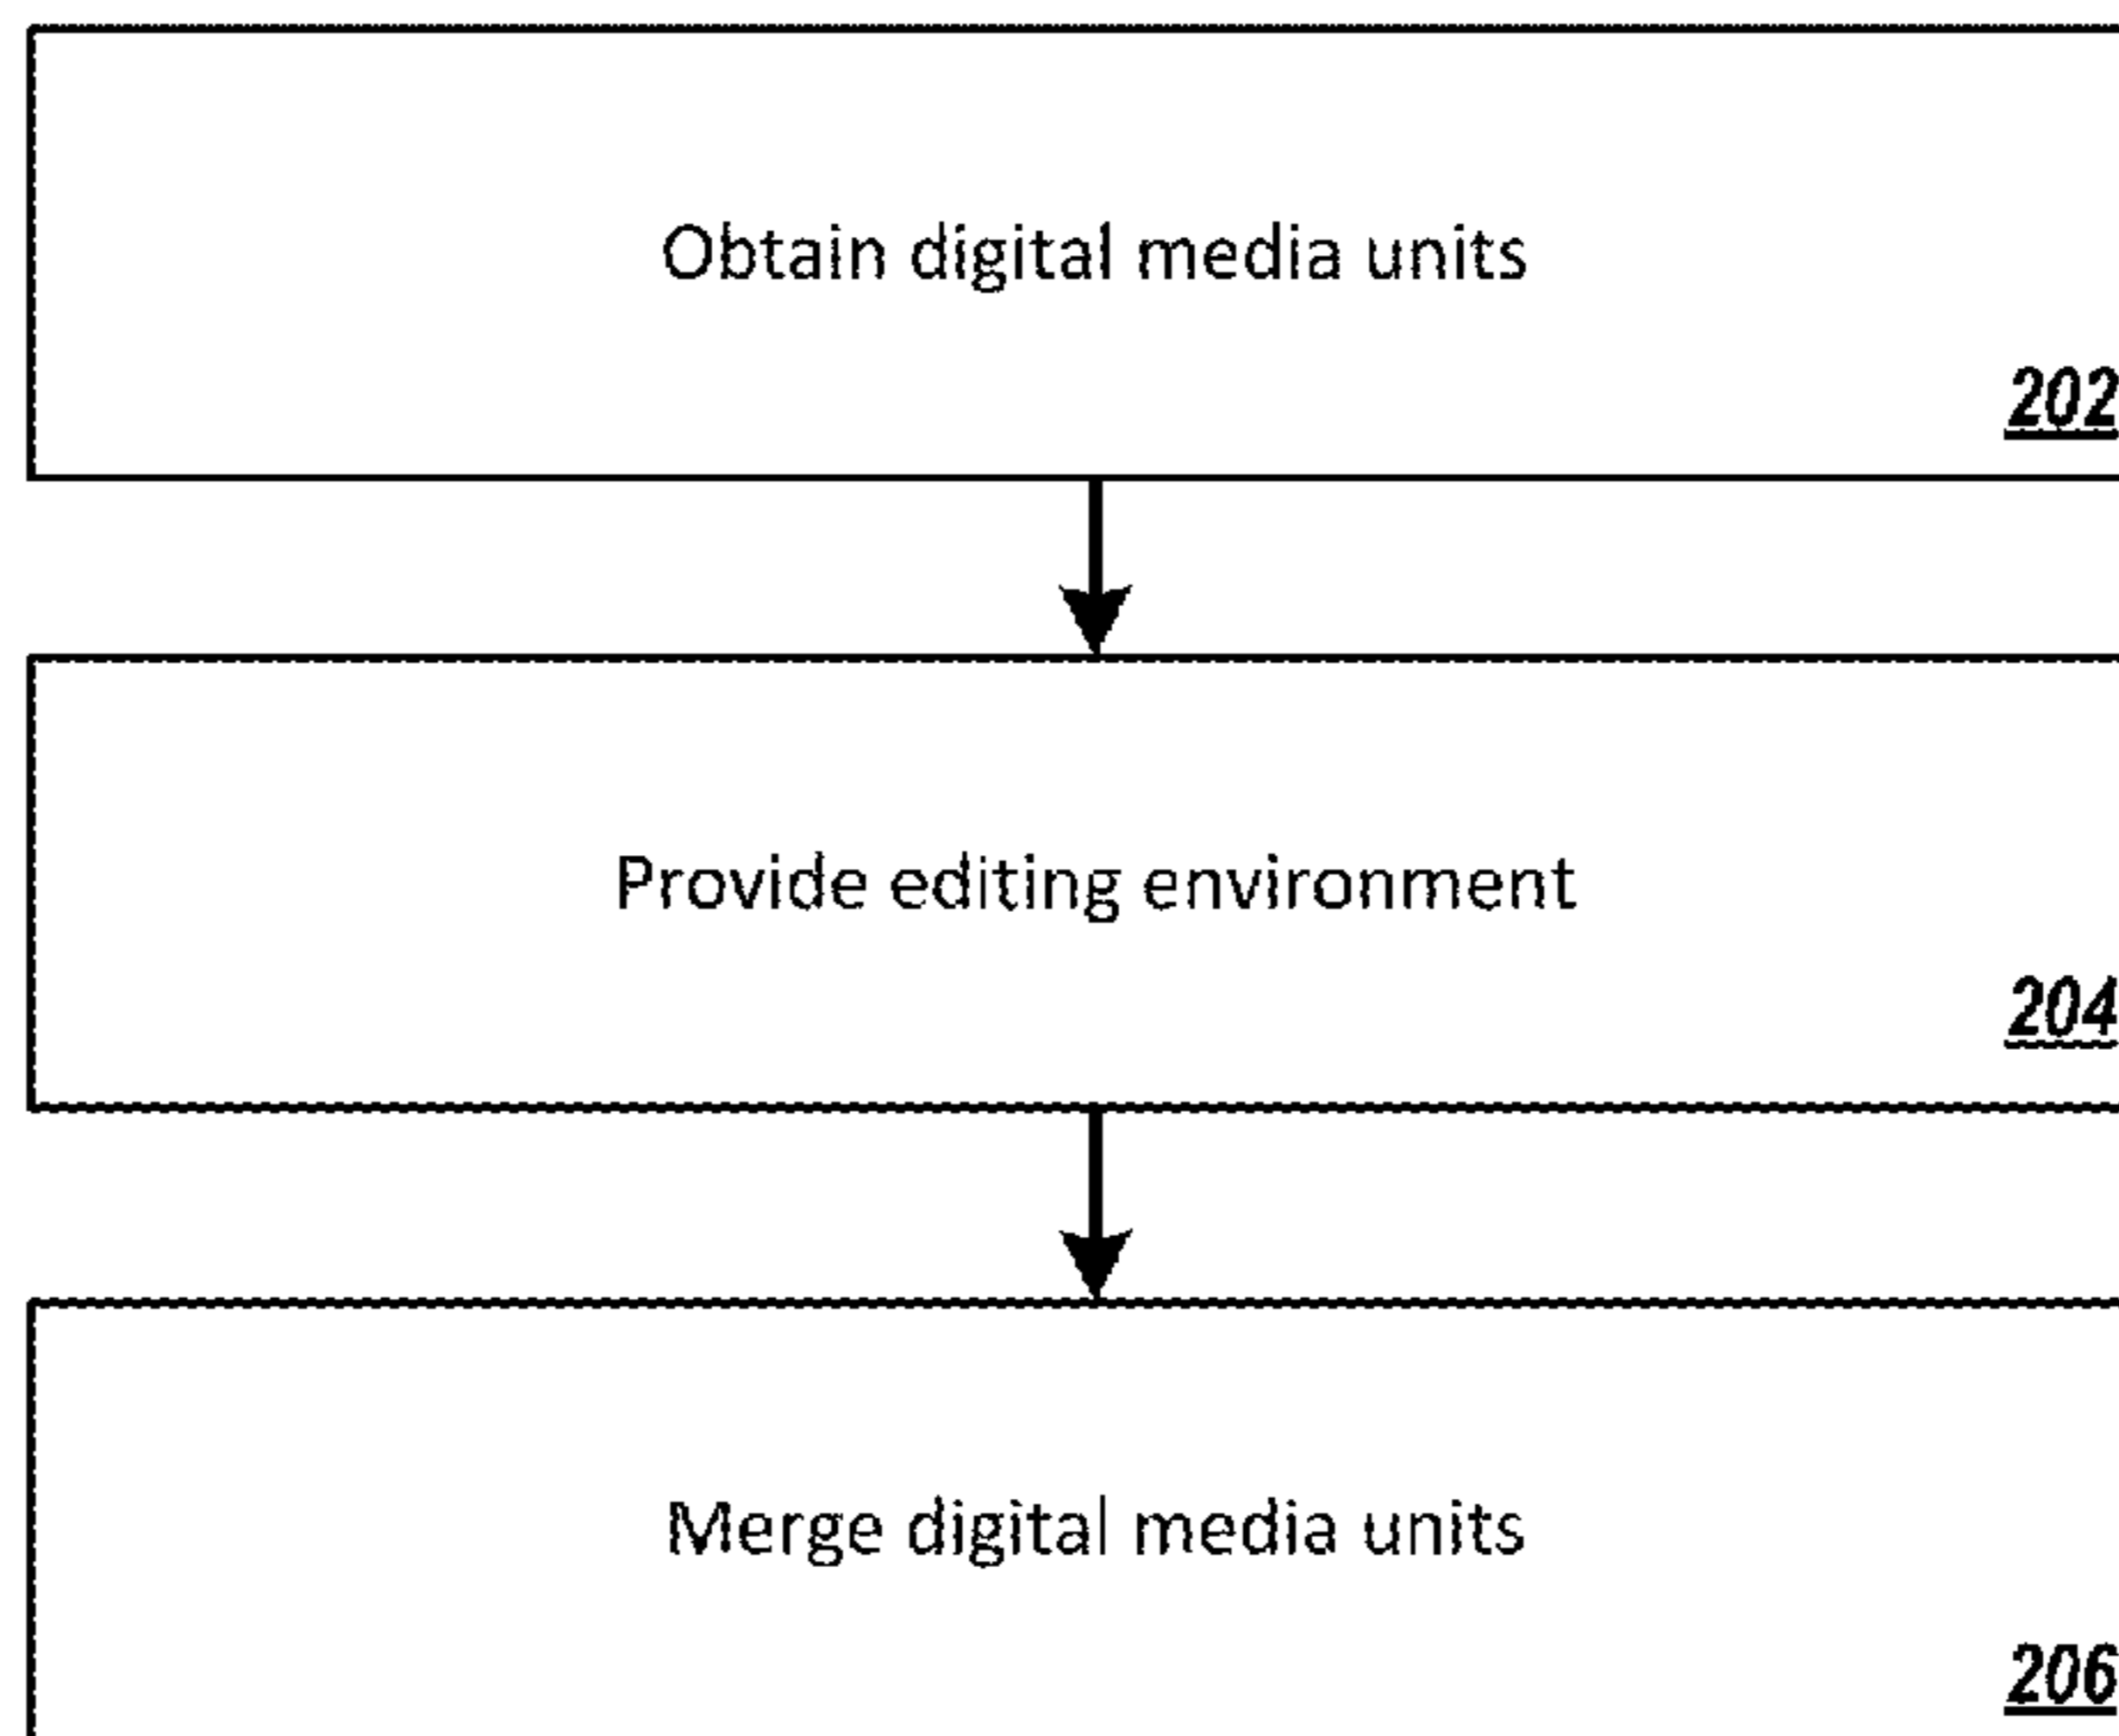 Obtain digital media units
202
Provide editing environment
204
Merge digital media units
206